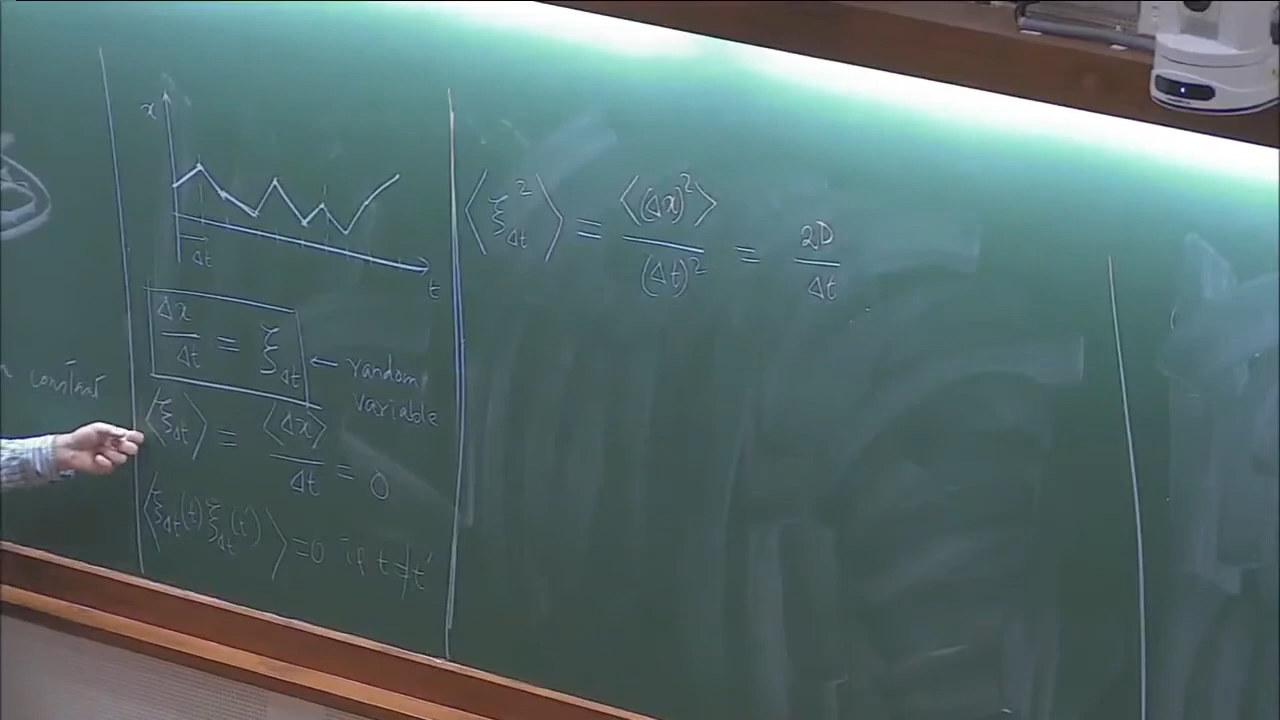 constant
x
Δt
t
Δx/Δt = ξ_Δt ← random variable
⟨ξ_Δt⟩ = ⟨Δx⟩/Δt = 0
⟨ξ_Δt(t) ξ_Δt(t')⟩ = 0 if t ≠ t'
⟨ξ²_Δt⟩ = ⟨(Δx)²⟩/(Δt)² = 2D/Δt